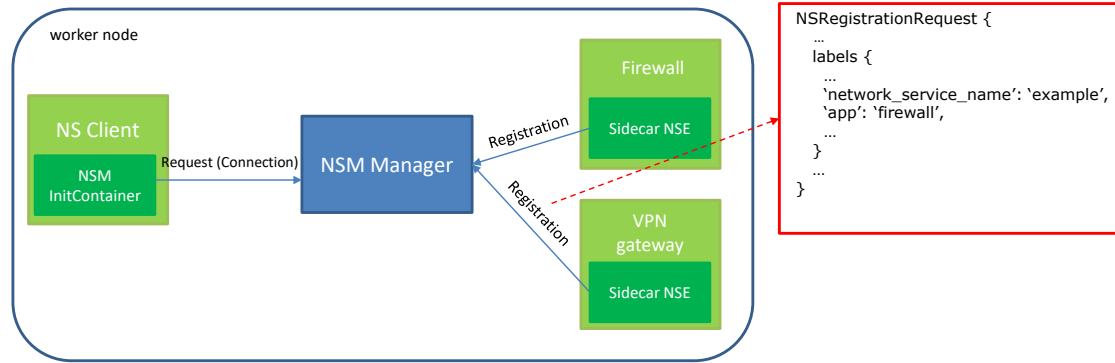 worker node
NS Client
NSM
InitContainer
Request (Connection)
NSM Manager
Registration
Registration
Firewall
Sidecar NSE
VPN
gateway
Sidecar NSE
NSRegistrationRequest {
…
labels {
...
‘network_service_name’: ‘example’,
‘app’: ‘firewall’,
...
}
...
}